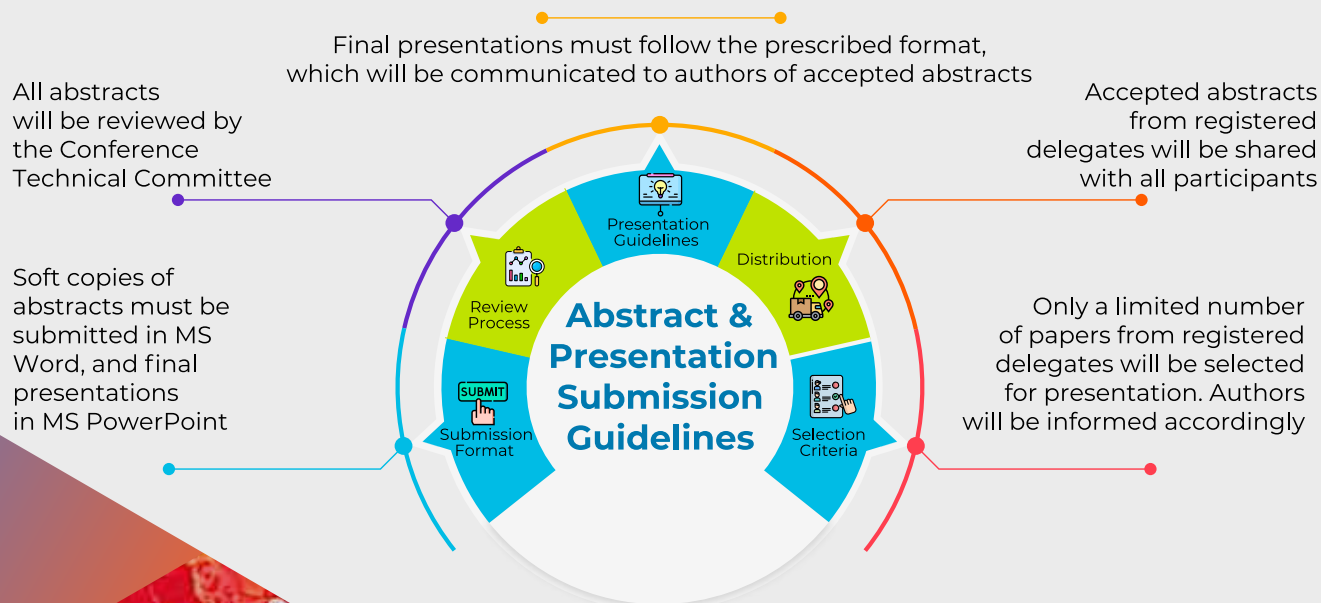 Final presentations must follow the prescribed format,
which will be communicated to authors of accepted abstracts
All abstracts
will be reviewed by
the Conference
Technical Committee
Accepted abstracts
from registered
delegates will be shared
with all participants
Soft copies of
abstracts must be
submitted in MS
Word, and final
presentations
in MS PowerPoint
Only a limited number
of papers from registered
delegates will be selected
for presentation. Authors
will be informed accordingly
Presentation
Guidelines
Review
Process
Distribution
SUBMIT
Submission
Format
Selection
Criteria
Abstract &
Presentation
Submission
Guidelines